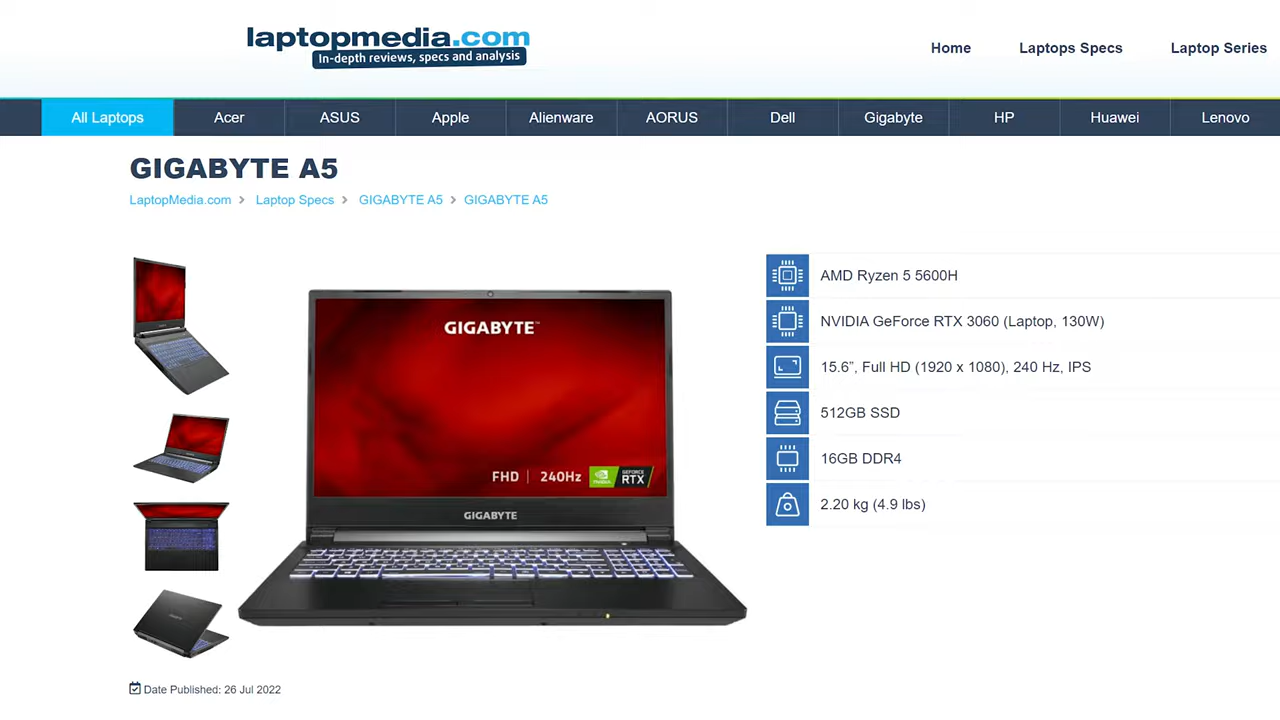 laptopmedia.com
In-depth reviews, specs and analysis
Home
Laptops Specs
Laptop Series
All Laptops
Acer
ASUS
Apple
Alienware
AORUS
Dell
Gigabyte
HP
Huawei
Lenovo
GIGABYTE A5
LaptopMedia.com > Laptop Specs > GIGABYTE A5 > GIGABYTE A5
GIGABYTE™
FHD | 240Hz
NVIDIA
GEFORCE
RTX
GIGABYTE
AMD Ryzen 5 5600H
NVIDIA GeForce RTX 3060 (Laptop, 130W)
15.6”, Full HD (1920 x 1080), 240 Hz, IPS
512GB SSD
16GB DDR4
2.20 kg (4.9 lbs)
Date Published: 26 Jul 2022